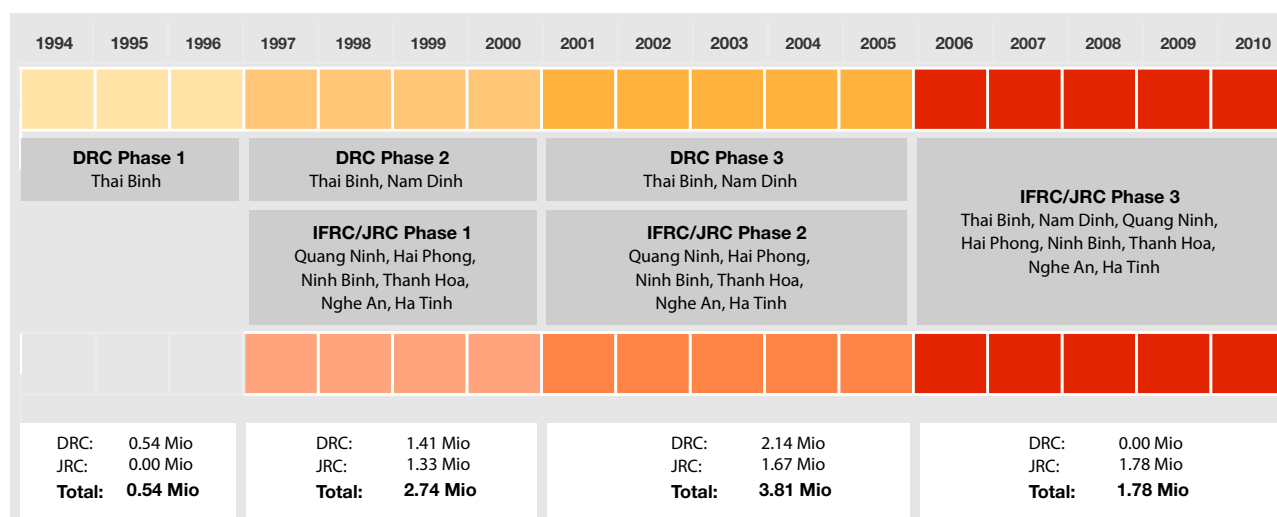 1994 1995 1996 1997 1998 1999 2000 2001 2002 2003 2004 2005 2006 2007 2008 2009 2010
DRC Phase 1
Thai Binh
DRC Phase 2
Thai Binh, Nam Dinh
DRC Phase 3
Thai Binh, Nam Dinh
IFRC/JRC Phase 1
Quang Ninh, Hai Phong,
Ninh Binh, Thanh Hoa,
Nghe An, Ha Tinh
IFRC/JRC Phase 2
Quang Ninh, Hai Phong,
Ninh Binh, Thanh Hoa,
Nghe An, Ha Tinh
IFRC/JRC Phase 3
Thai Binh, Nam Dinh, Quang Ninh,
Hai Phong, Ninh Binh, Thanh Hoa,
Nghe An, Ha Tinh
DRC: 0.54 Mio
JRC: 0.00 Mio
Total: 0.54 Mio
DRC: 1.41 Mio
JRC: 1.33 Mio
Total: 2.74 Mio
DRC: 2.14 Mio
JRC: 1.67 Mio
Total: 3.81 Mio
DRC: 0.00 Mio
JRC: 1.78 Mio
Total: 1.78 Mio